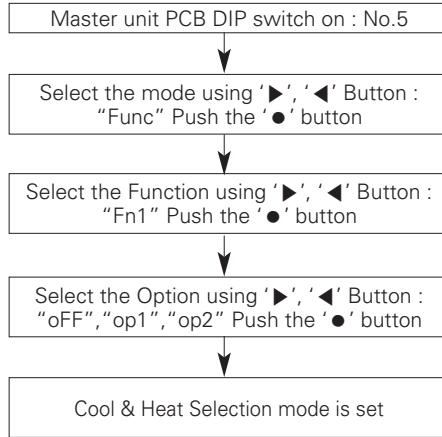 Master unit PCB DIP switch on : No.5
Select the mode using ‘▶’, ‘◀’ Button :
“Func” Push the ‘●’ button
Select the Function using ‘▶’, ‘◀’ Button :
“Fn1” Push the ‘●’ button
Select the Option using ‘▶’, ‘◀’ Button :
“oFF”,“op1”,“op2” Push the ‘●’ button
Cool & Heat Selection mode is set